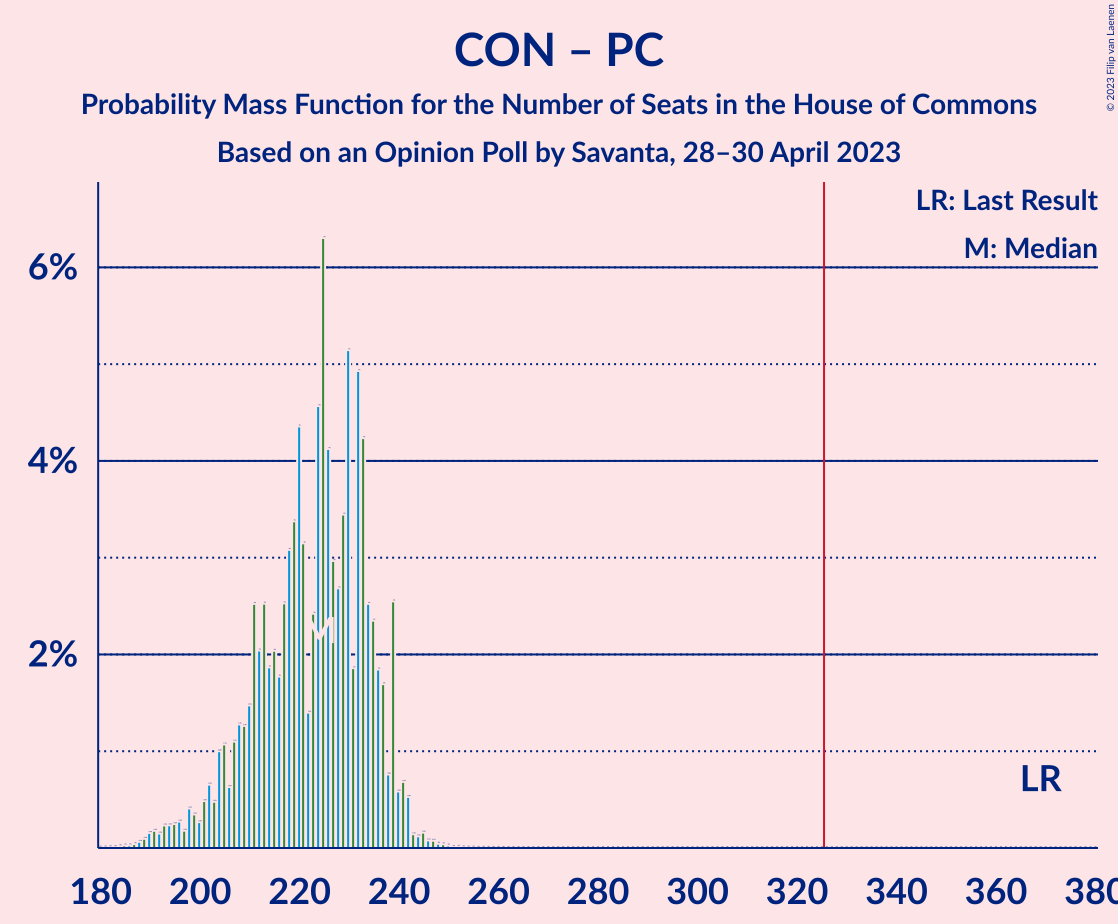 CON – PC
Probability Mass Function for the Number of Seats in the House of Commons
Based on an Opinion Poll by Savanta, 28–30 April 2023
© 2023 Filip van Laenen
LR: Last Result
M: Median
6%
4%
2%
M
LR
180 200 220 240 260 280 300 320 340 360 380